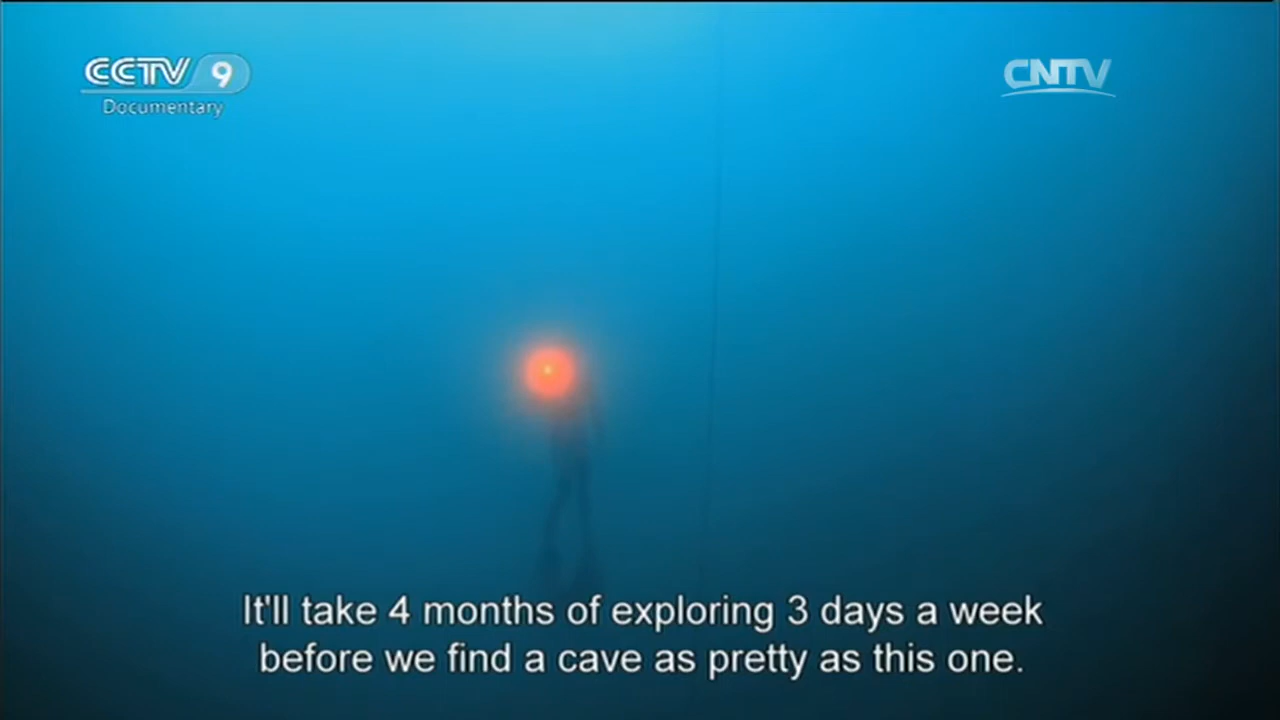 CCTV 9
CNTV
Documentary
It'll take 4 months of exploring 3 days a week
before we find a cave as pretty as this one.